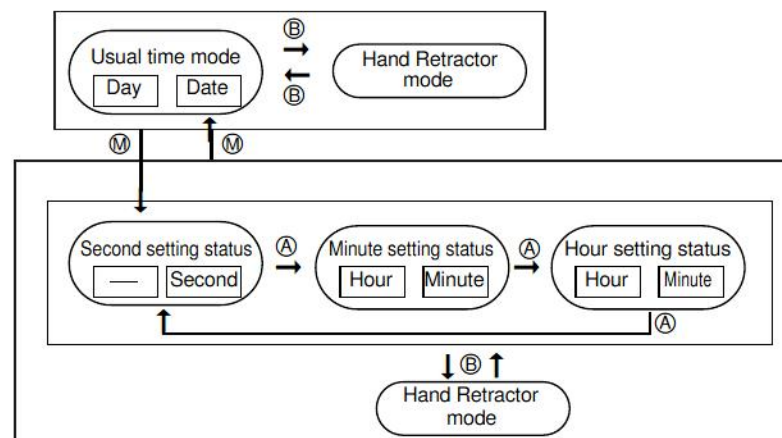 Usual time mode
Day Date
Ⓑ
Ⓑ
Hand Retractor
mode
Ⓜ Ⓜ
Second setting status
— Second
Ⓐ
Minute setting status
Hour Minute
Ⓐ
Hour setting status
Hour Minute
Ⓐ
Ⓑ
Hand Retractor
mode